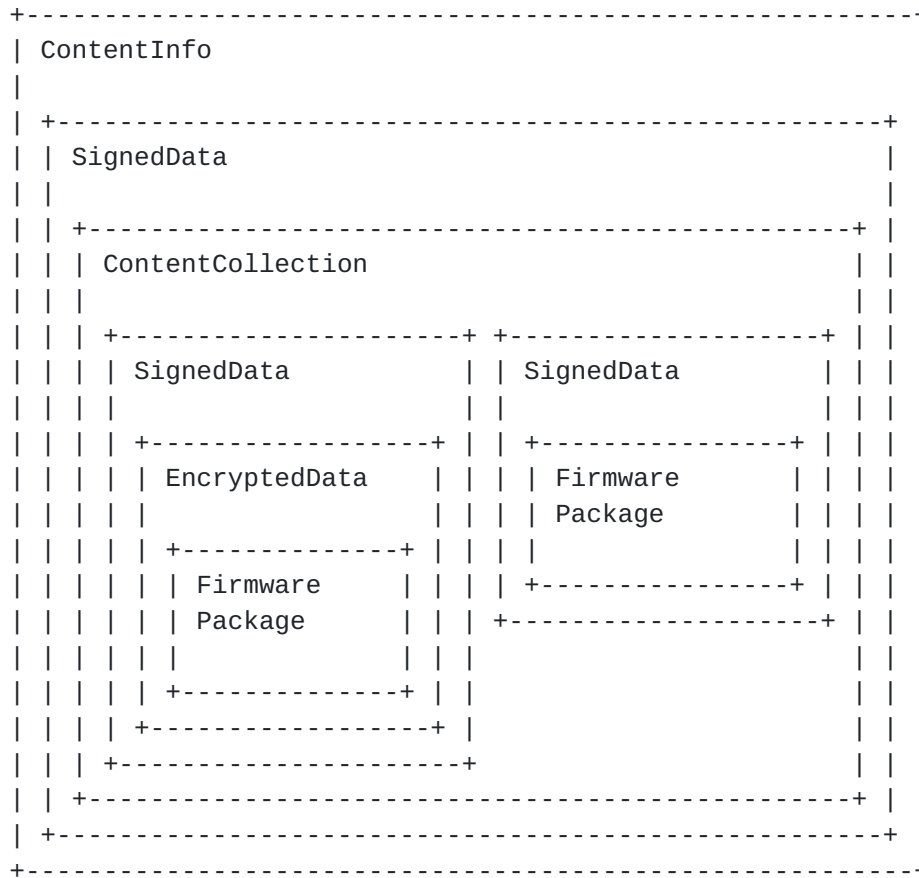 +---------------------------------------------------------
| ContentInfo
|
| +-----------------------------------------------------+
| | SignedData                                          |
| |                                                     |
| | +-------------------------------------------------+ |
| | | ContentCollection                               | |
| | |                                                 | |
| | | +----------------------+ +--------------------+ | |
| | | | SignedData           | | SignedData         | | |
| | | |                      | |                    | | |
| | | | +------------------+ | | +----------------+ | | |
| | | | | EncryptedData    | | | | Firmware       | | | |
| | | | |                  | | | | Package        | | | |
| | | | | +--------------+ | | | |                | | | |
| | | | | | Firmware     | | | | +----------------+ | | |
| | | | | | Package      | | | +--------------------+ | |
| | | | | |              | | |                        | |
| | | | | +--------------+ | |                        | |
| | | | +------------------+ |                        | |
| | | +----------------------+                        | |
| | +-------------------------------------------------+ |
| +-----------------------------------------------------+
+---------------------------------------------------------